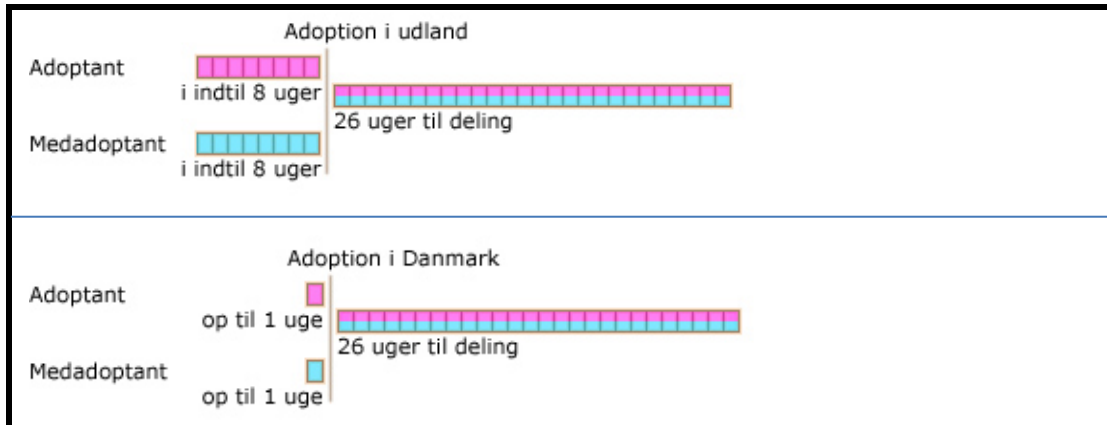 Adoption i udland
Adoptant
i indtil 8 uger
26 uger til deling
Medadoptant
i indtil 8 uger
Adoption i Danmark
Adoptant
op til 1 uge
26 uger til deling
Medadoptant
op til 1 uge